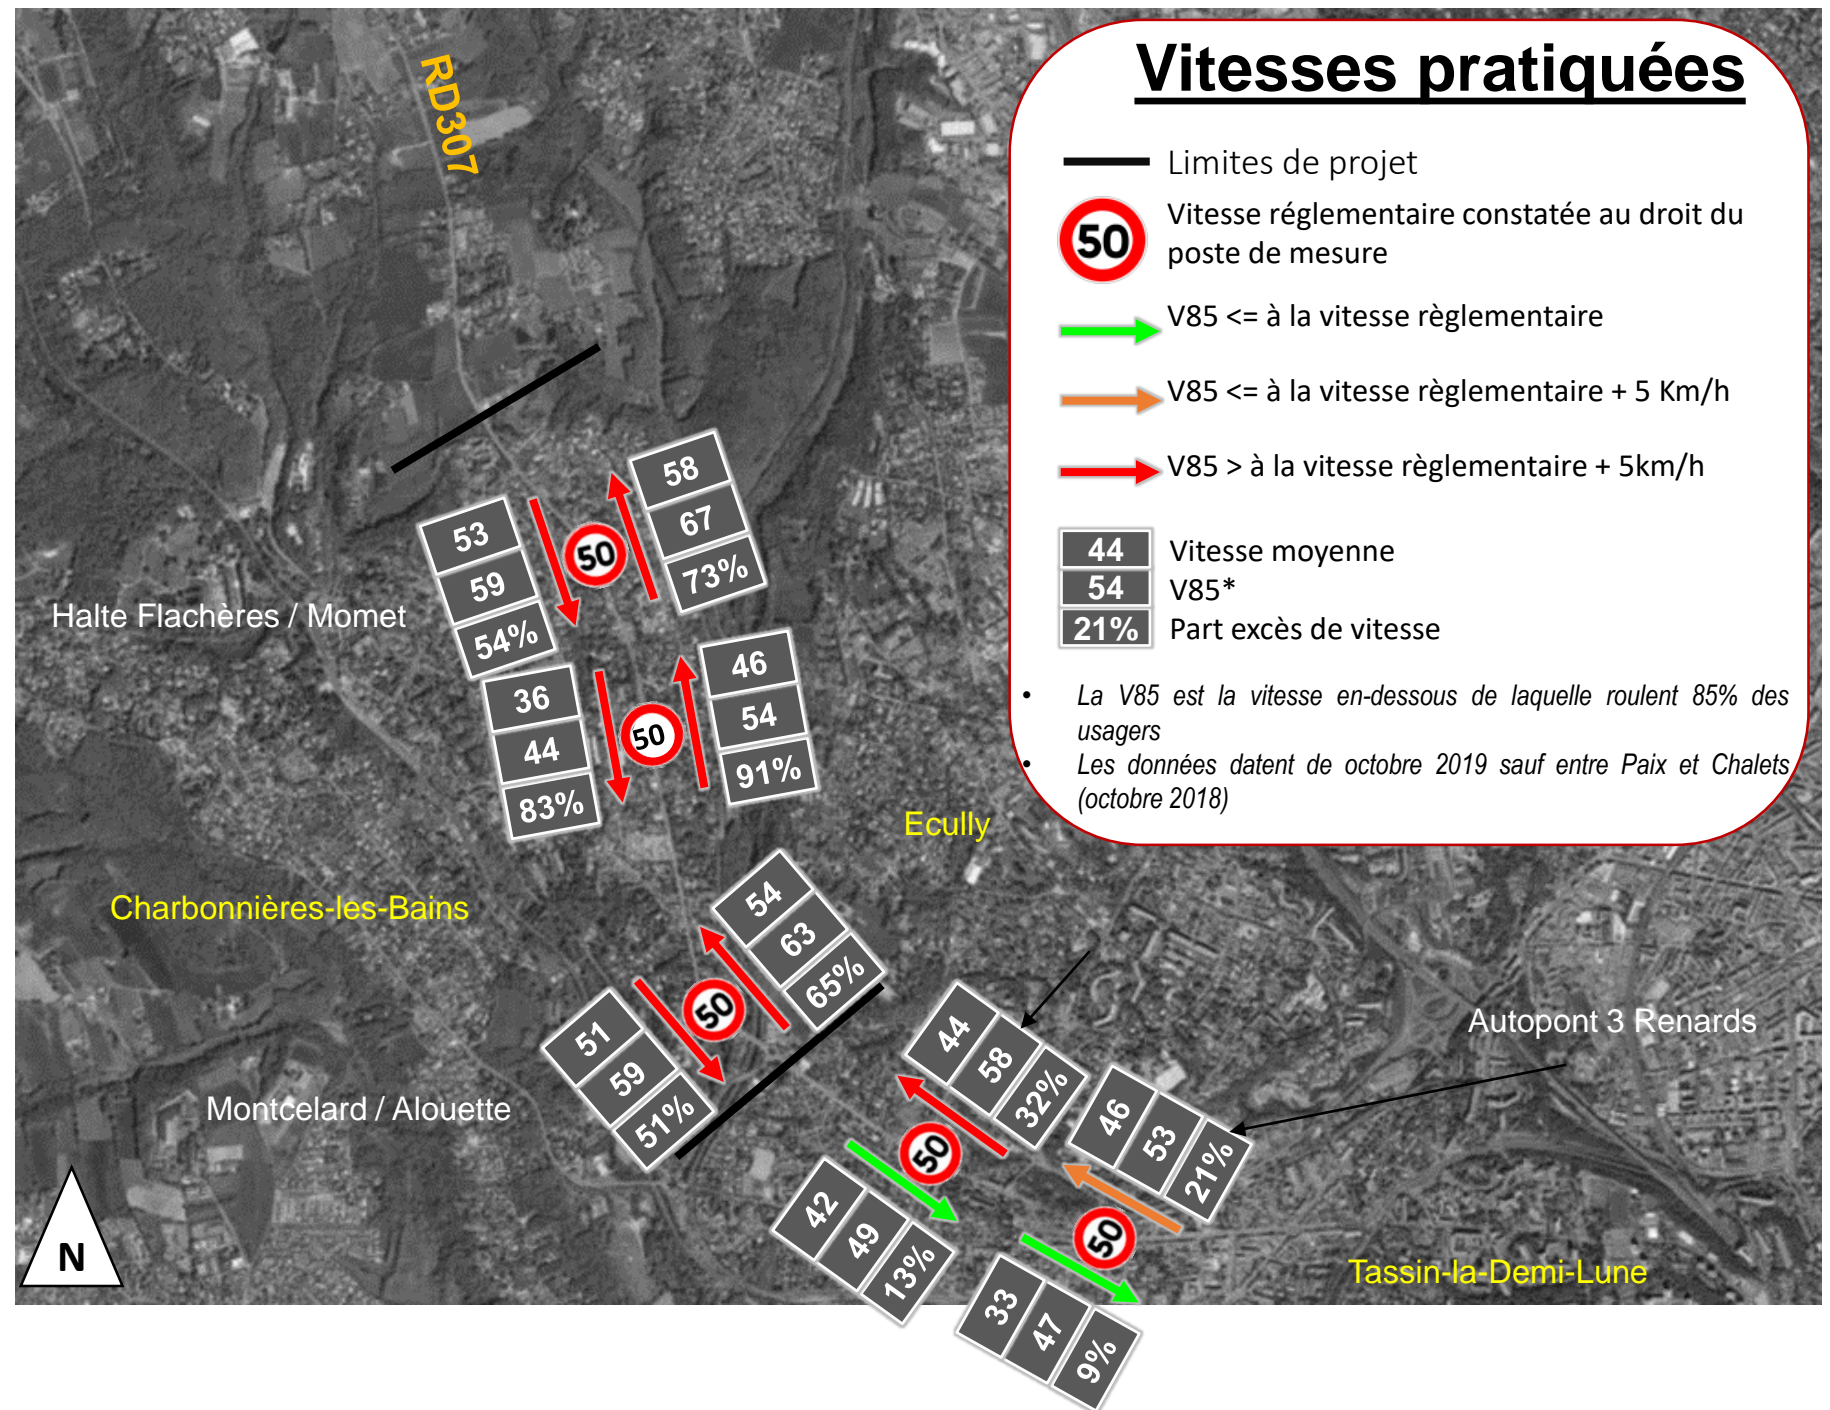 Vitesses pratiquées
Limites de projet
50
Vitesse réglementaire constatée au droit du
poste de mesure
V85 <= à la vitesse règlementaire
V85 <= à la vitesse règlementaire + 5 Km/h
V85 > à la vitesse règlementaire + 5km/h
44 Vitesse moyenne
54 V85*
21% Part excès de vitesse
• La V85 est la vitesse en-dessous de laquelle roulent 85% des
usagers
• Les données datent de octobre 2019 sauf entre Paix et Chalets
(octobre 2018)
RD307
53
59
54%
50
58
67
73%
Halte Flachères / Momet
36
44
83%
50
46
54
91%
Ecully
Charbonnières-les-Bains
54
63
65%
50
51
59
51%
Montcelard / Alouette
44
58
32%
50
42
49
13%
Autopont 3 Renards
46
53
21%
50
33
47
9%
Tassin-la-Demi-Lune
N